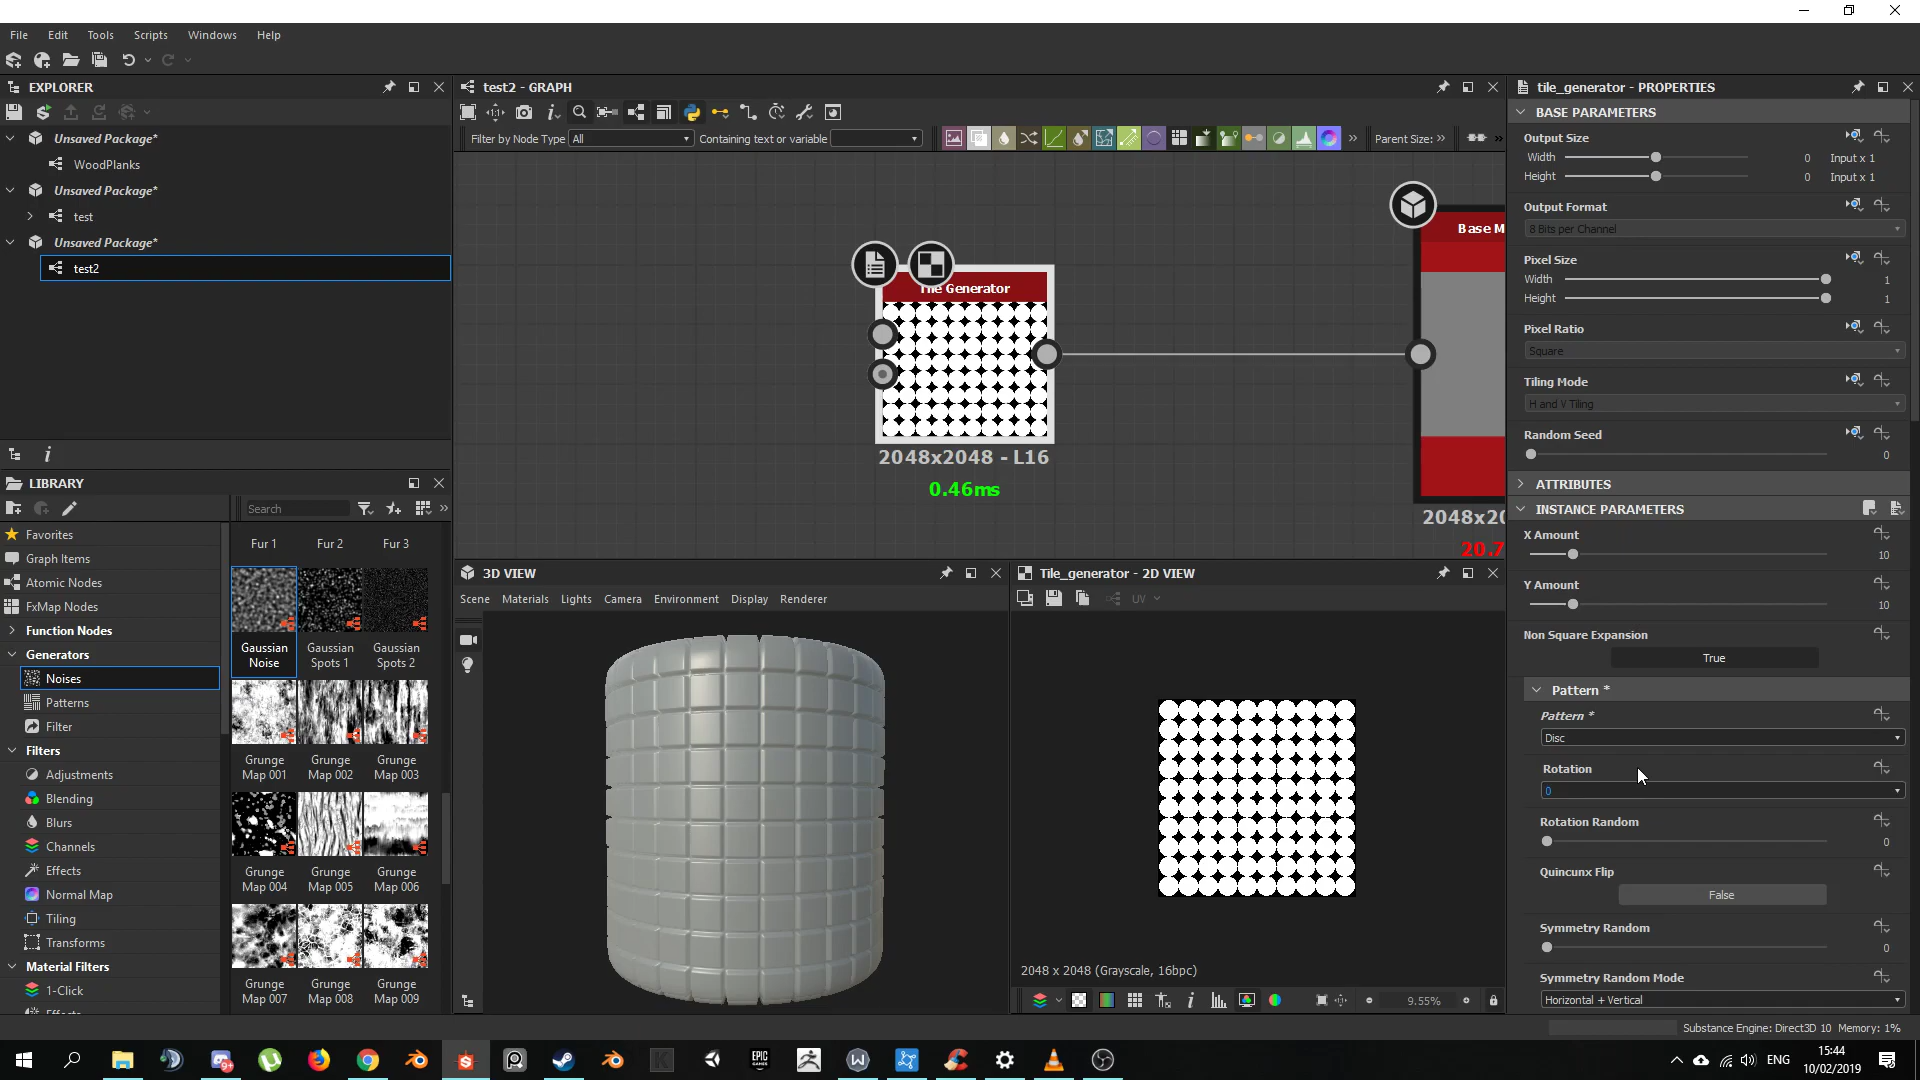 File Edit Tools Scripts Windows Help
EXPLORER
Unsaved Package*
WoodPlanks
Unsaved Package*
test
Unsaved Package*
test2
LIBRARY
Search
Favorites
Graph Items
Atomic Nodes
FxMap Nodes
Function Nodes
Generators
Noises
Patterns
Filter
Filters
Adjustments
Blending
Blurs
Channels
Effects
Normal Map
Tiling
Transforms
Material Filters
1-Click
Fur 1 Fur 2 Fur 3
Gaussian Noise
Gaussian Spots 1
Gaussian Spots 2
Grunge Map 001
Grunge Map 002
Grunge Map 003
Grunge Map 004
Grunge Map 005
Grunge Map 006
Grunge Map 007
Grunge Map 008
Grunge Map 009
test2 - GRAPH
Filter by Node Type All Containing text or variable Parent Size:
Tile Generator
2048x2048 - L16
0.46ms
Base M
2048x20
20.7
3D VIEW
Scene Materials Lights Camera Environment Display Renderer
Tile_generator - 2D VIEW
UV
2048 x 2048 (Grayscale, 16bpc)
9.55%
tile_generator - PROPERTIES
BASE PARAMETERS
Output Size
Width 0 Input x 1
Height 0 Input x 1
Output Format
8 Bits per Channel
Pixel Size
Width 1
Height 1
Pixel Ratio
Square
Tiling Mode
H and V Tiling
Random Seed
0
ATTRIBUTES
INSTANCE PARAMETERS
X Amount
10
Y Amount
10
Non Square Expansion
True
Pattern *
Pattern *
Disc
Rotation
0
Rotation Random
0
Quincunx Flip
False
Symmetry Random
0
Symmetry Random Mode
Horizontal + Vertical
Substance Engine: Direct3D 10 Memory: 1%
9+
EPIC GAMES
ENG
15:44
10/02/2019